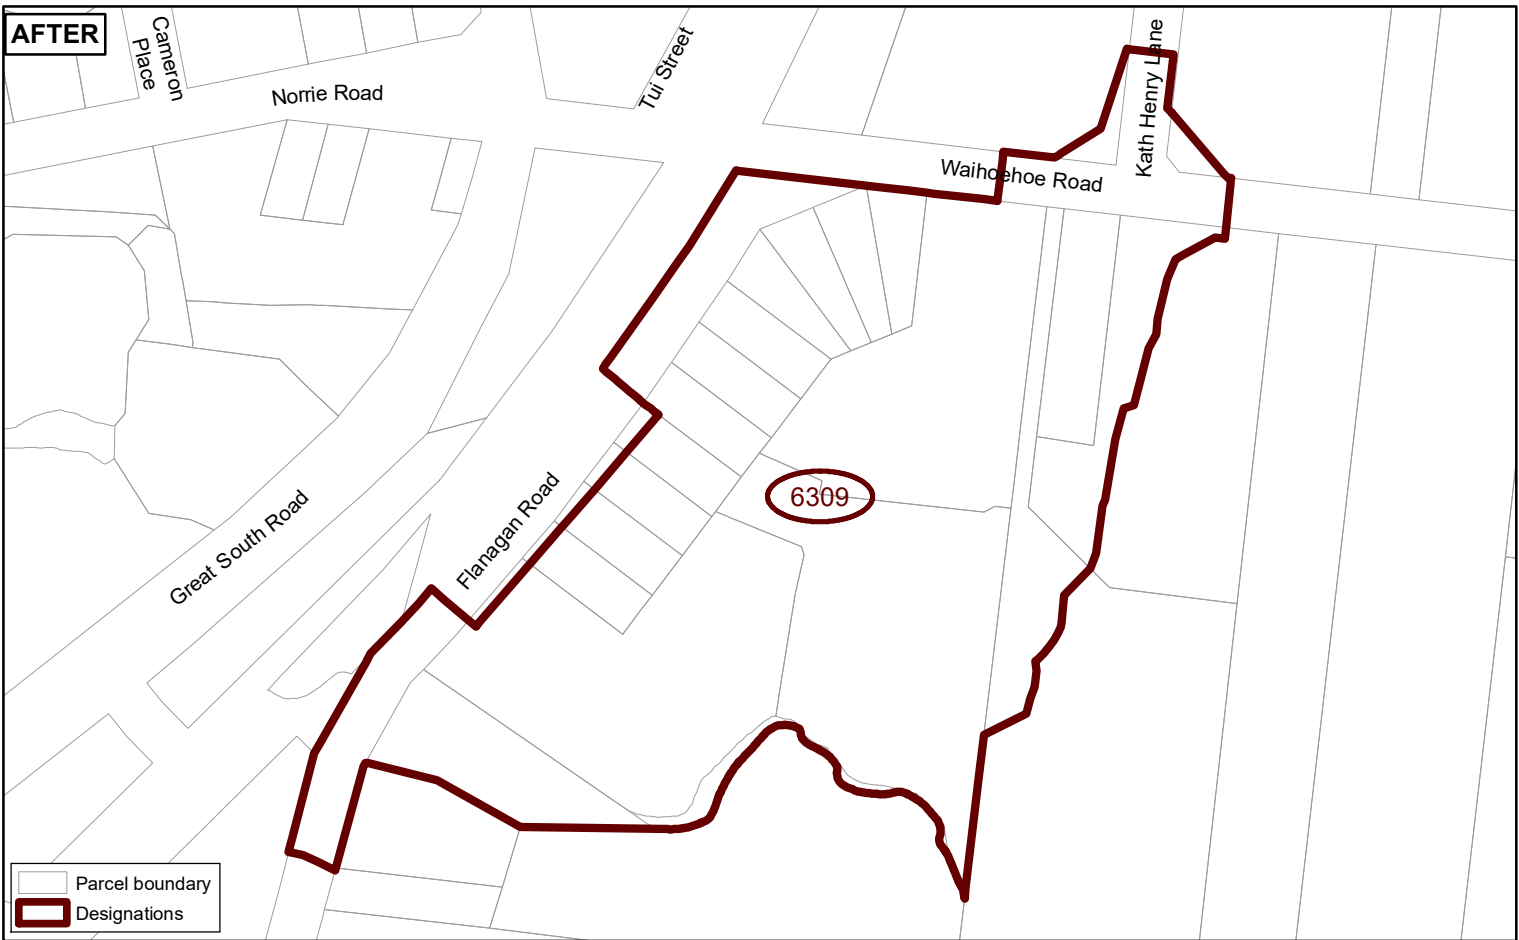 AFTER
Cameron
Place
Norrie Road
Tui Street
Kath Henry Lane
Waihoehoe Road
6309
Flanagan Road
Great South Road
Parcel boundary
Designations